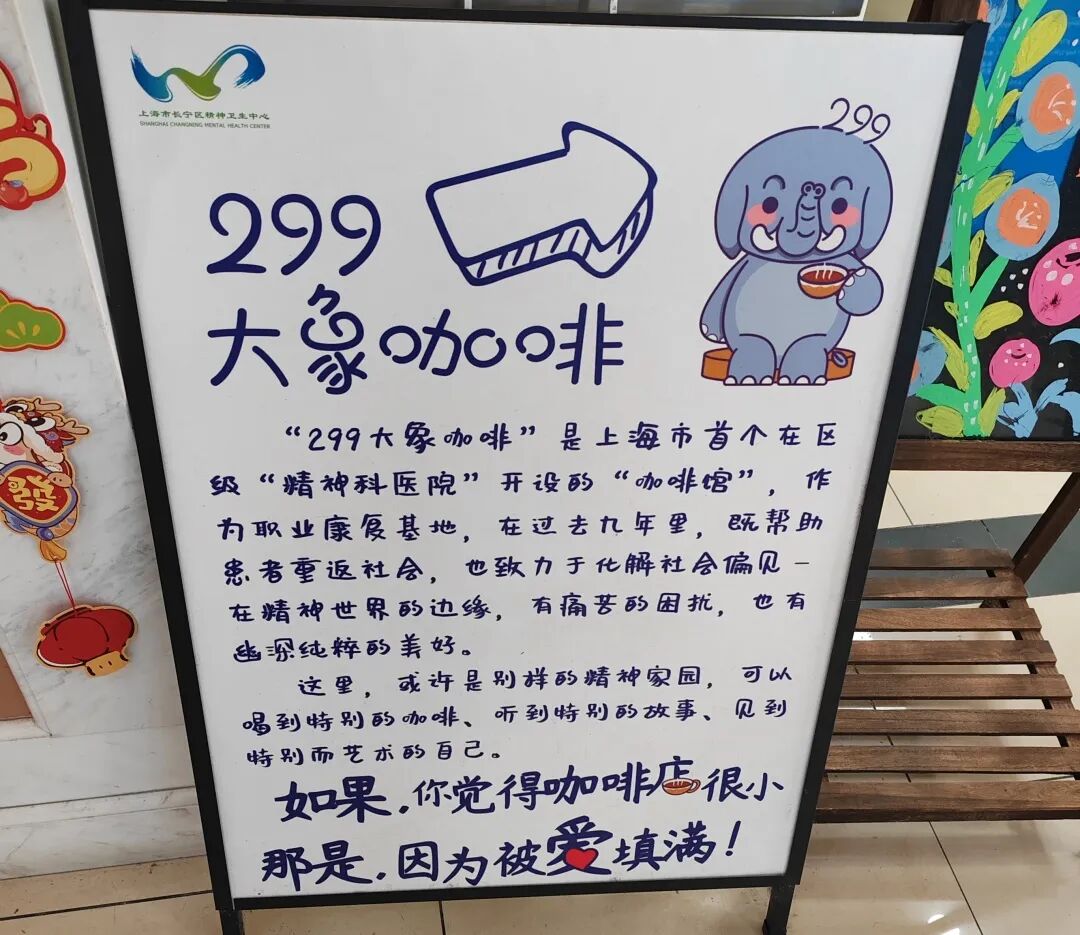 上海市长宁区精神卫生中心
SHANGHAI CHANGNING MENTAL HEALTH CENTER
299
299
大象咖啡
“299大象咖啡”是上海市首个在区
级“精神科医院”开设的“咖啡馆”，作
为职业康复基地，在过去九年里，既帮助
患者重返社会，也致力于化解社会偏见－
在精神世界的边缘，有痛苦的困扰，也有
幽深纯粹的美好。
这里，或许是别样的精神家园，可以
喝到特别的咖啡、听到特别的故事、见到
特别而艺术的自己。
如果，你觉得咖啡店很小
那是，因为被爱填满！
發